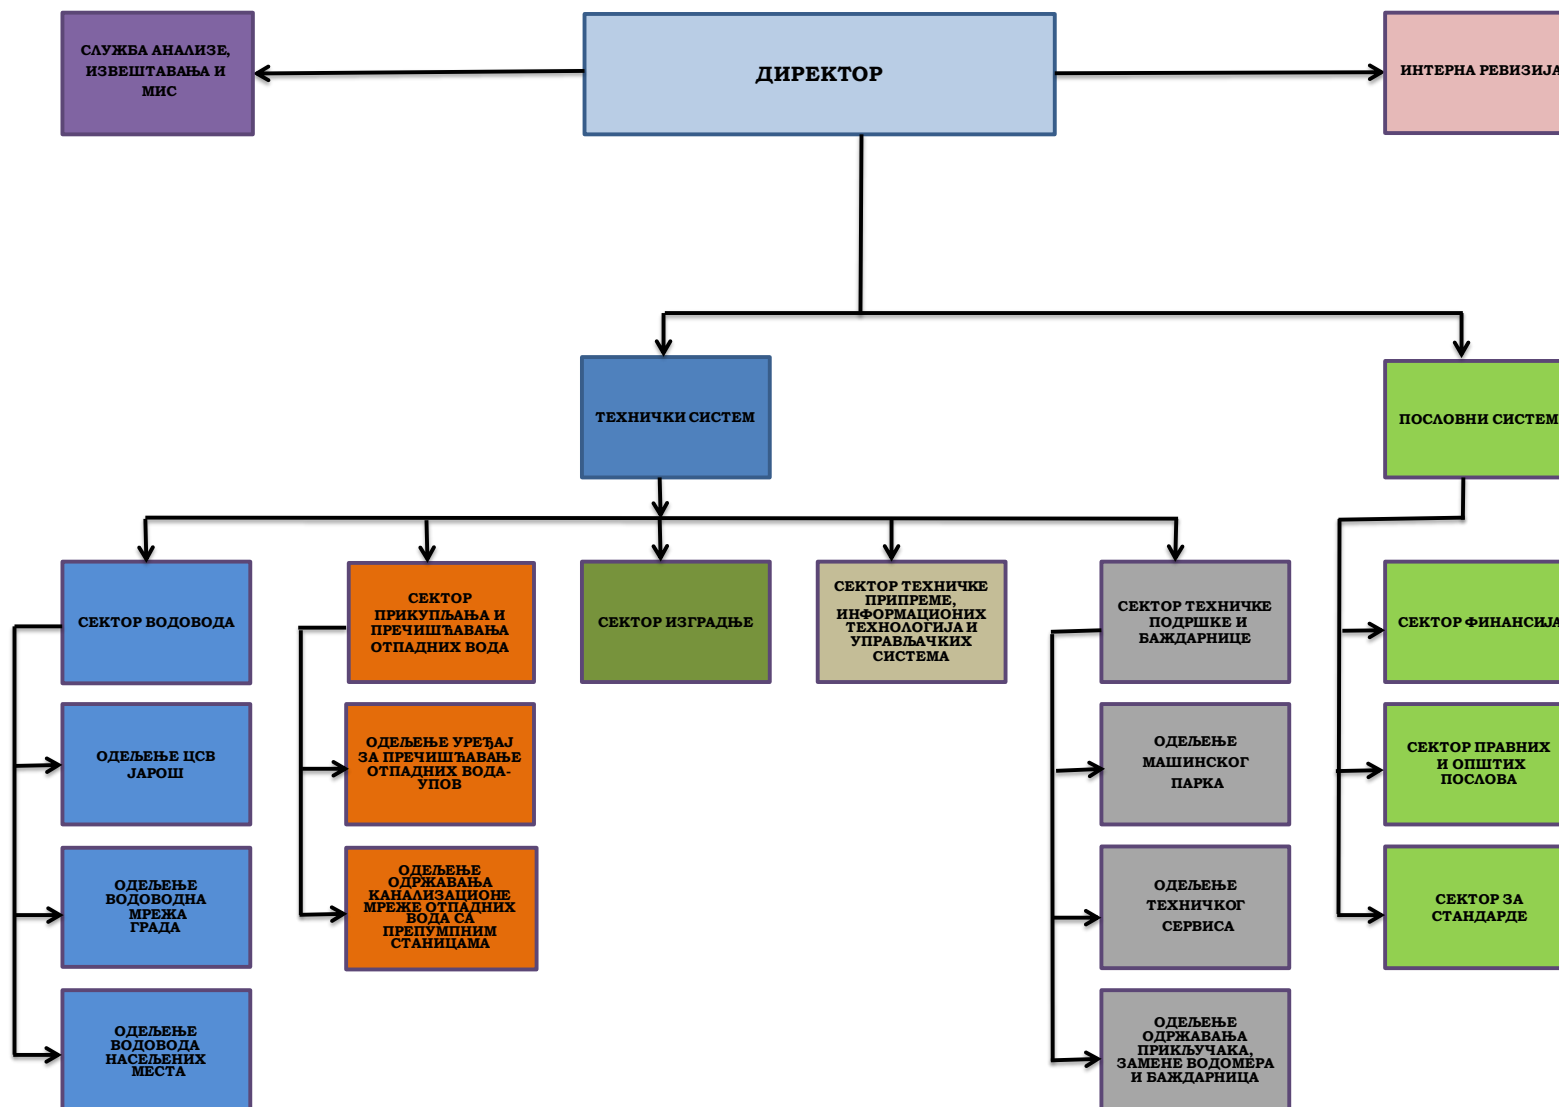 СЛУЖБА АНАЛИЗЕ,
ИЗВЕШТАВАЊА И
МИС
ДИРЕКТОР
ИНТЕРНА РЕВИЗИЈА
ТЕХНИЧКИ СИСТЕМ
ПОСЛОВНИ СИСТЕМ
СЕКТОР ВОДОВОДА
СЕКТОР
ПРИКУПЉАЊА И
ПРЕЧИШЋАВАЊА
ОТПАДНИХ ВОДА
СЕКТОР ИЗГРАДЊЕ
СЕКТОР ТЕХНИЧКЕ
ПРИПРЕМЕ,
ИНФОРМАЦИОНИХ
ТЕХНОЛОГИЈА И
УПРАВЉАЧКИХ
СИСТЕМА
СЕКТОР ТЕХНИЧКЕ
ПОДРШКЕ И
БАЖДАРНИЦЕ
СЕКТОР ФИНАНСИЈА
ОДЕЉЕЊЕ ЦСВ
ЈАРОШ
ОДЕЉЕЊЕ УРЕЂАЈ
ЗА ПРЕЧИШЋАВАЊЕ
ОТПАДНИХ ВОДА-
УПОВ
ОДЕЉЕЊЕ
МАШИНСКОГ
ПАРКА
СЕКТОР ПРАВНИХ
И ОПШТИХ
ПОСЛОВА
ОДЕЉЕЊЕ
ВОДОВОДНА
МРЕЖА
ГРАДА
ОДЕЉЕЊЕ
ОДРЖАВАЊА
КАНАЛИЗАЦИОНЕ
МРЕЖЕ ОТПАДНИХ
ВОДА СА
ПРЕПУМПНИМ
СТАНИЦАМА
ОДЕЉЕЊЕ
ТЕХНИЧКОГ
СЕРВИСА
СЕКТОР ЗА
СТАНДАРДЕ
ОДЕЉЕЊЕ
ВОДОВОДА
НАСЕЉЕНИХ
МЕСТА
ОДЕЉЕЊЕ
ОДРЖАВАЊА
ПРИКЉУЧАКА,
ЗАМЕНЕ ВОДОМЕРА
И БАЖДАРНИЦА